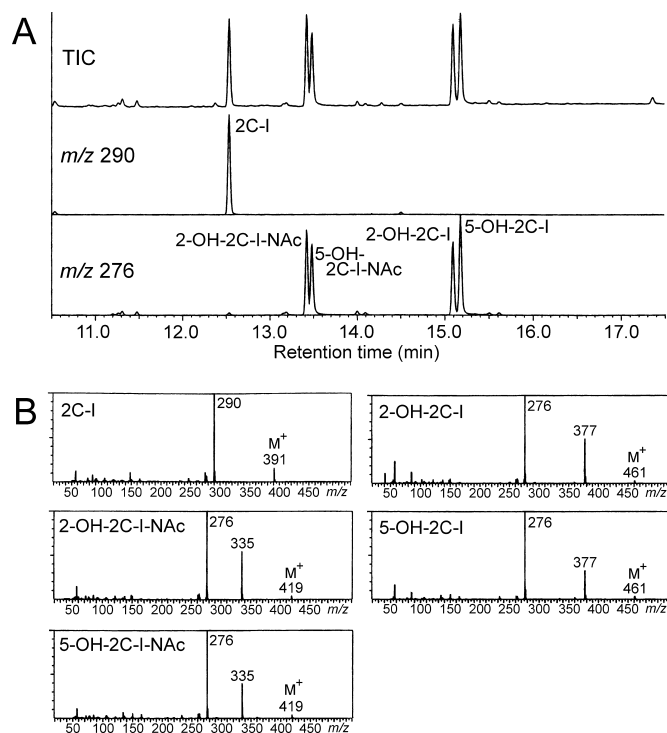 A
TIC
m/z 290
2C-I
m/z 276
2-OH-2C-I-NAc
5-OH-
2C-I-NAc
2-OH-2C-I
5-OH-2C-I
11.0 12.0 13.0 14.0 15.0 16.0 17.0
Retention time (min)
B
2C-I
290
M+
391
50 100 150 200 250 300 350 400 450 m/z
2-OH-2C-I
276
377
M+
461
50 100 150 200 250 300 350 400 450 m/z
2-OH-2C-I-NAc
276
335
M+
419
50 100 150 200 250 300 350 400 450 m/z
5-OH-2C-I
276
377
M+
461
50 100 150 200 250 300 350 400 450 m/z
5-OH-2C-I-NAc
276
335
M+
419
50 100 150 200 250 300 350 400 450 m/z